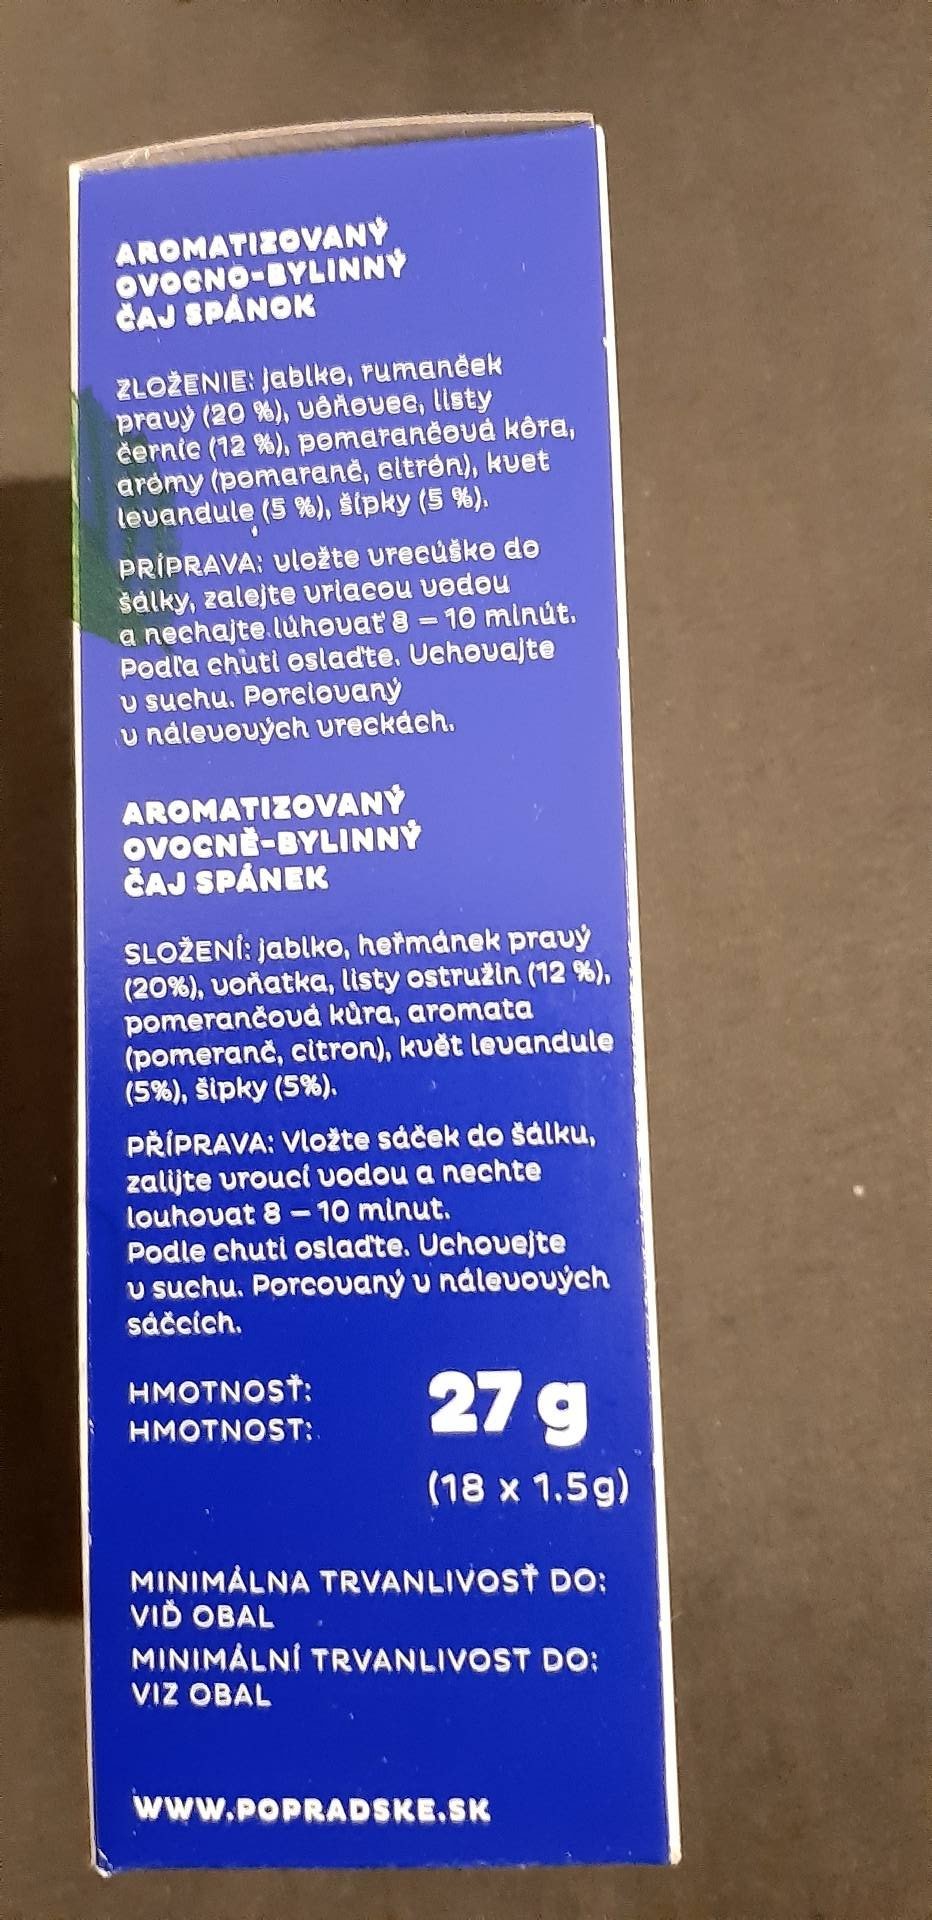 AROMATIZOVANÝ
OVOCNO-BYLINNÝ
ČAJ SPÁNOK
ZLOŽENIE: jablko, rumanček
pravý (20 %), vôňovec, listy
černíc (12 %), pomarančová kôra,
arómy (pomaranč, citrón), kvet
levandule (5 %), šípky (5 %).
PRÍPRAVA: vložte vrecúško do
šálky, zalejte vriacou vodou
a nechajte lúhovať 8 – 10 minút.
Podľa chuti oslaďte. Uchovajte
v suchu. Porciovaný
v nálevových vreckách.
AROMATIZOVANÝ
OVOCNĚ-BYLINNÝ
ČAJ SPÁNEK
SLOŽENÍ: jablko, heřmánek pravý
(20%), voňatka, listy ostružin (12 %),
pomerančová kůra, aromata
(pomeranč, citron), květ levandule
(5%), šipky (5%).
PŘÍPRAVA: Vložte sáček do šálku,
zalijte vroucí vodou a nechte
louhovat 8 – 10 minut.
Podle chuti oslaďte. Uchovejte
v suchu. Porcovaný v nálevových
sáčcích.
HMOTNOSŤ:
HMOTNOST:
27 g
(18 x 1.5g)
MINIMÁLNA TRVANLIVOSŤ DO:
VIĎ OBAL
MINIMÁLNÍ TRVANLIVOST DO:
VIZ OBAL
WWW.POPRADSKE.SK